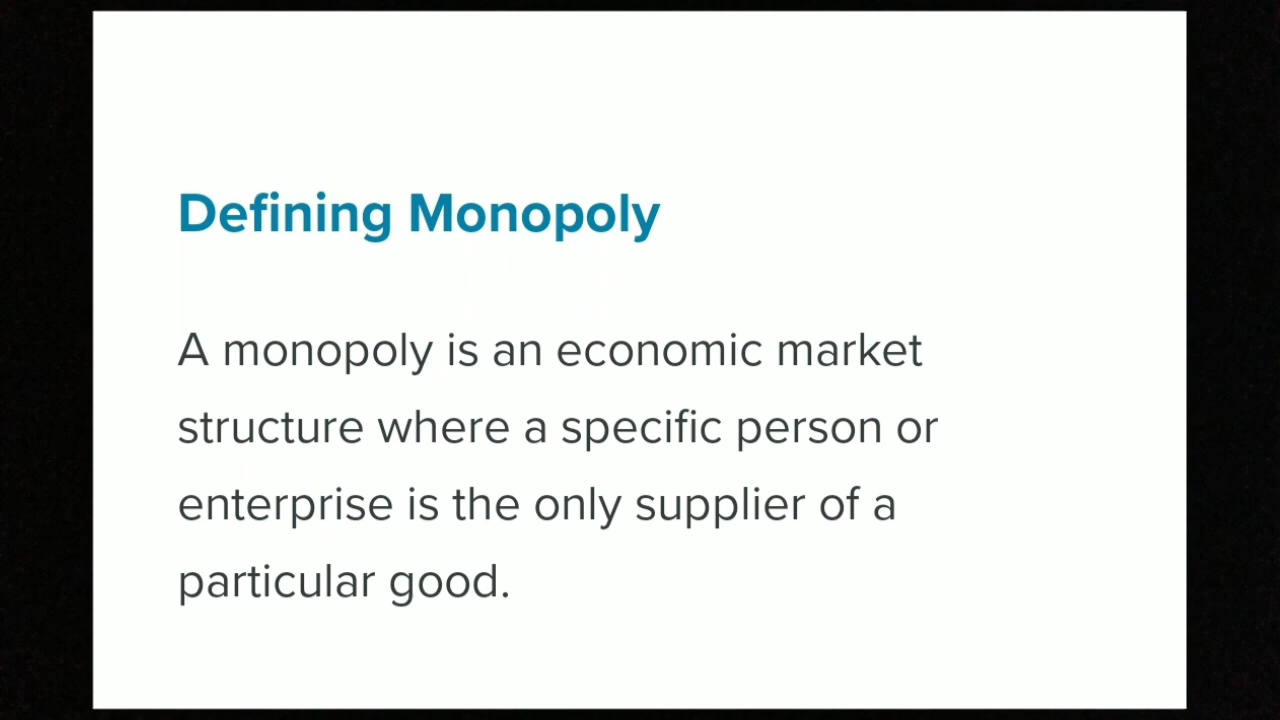 Defining Monopoly
A monopoly is an economic market
structure where a specific person or
enterprise is the only supplier of a
particular good.